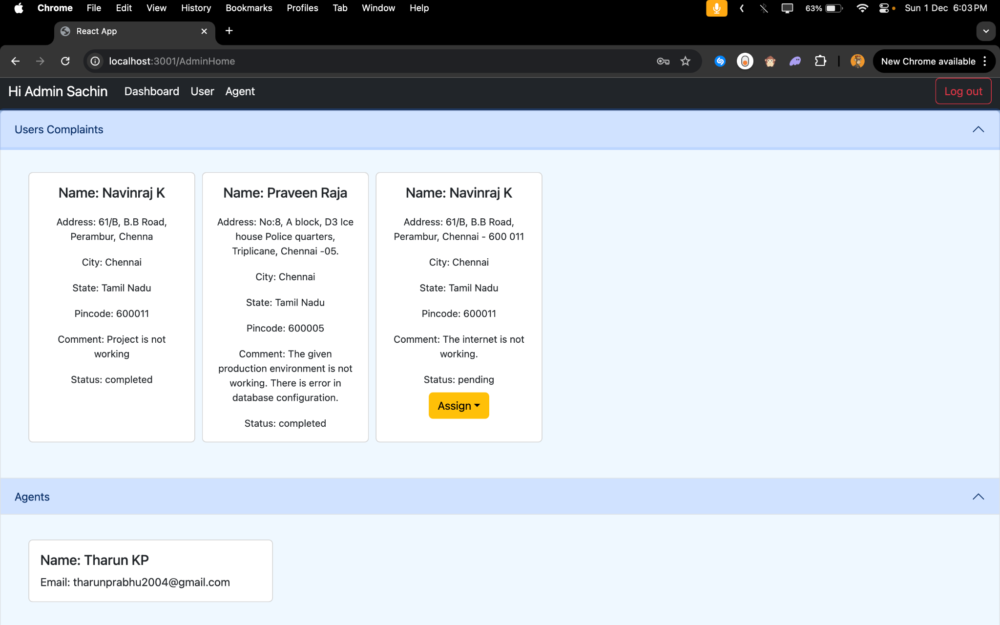 Chrome File Edit View History Bookmarks Profiles Tab Window Help 63% Sun 1 Dec 6:03 PM
React App
localhost:3001/AdminHome New Chrome available
Hi Admin Sachin Dashboard User Agent Log out
Users Complaints
Name: Navinraj K
Address: 61/B, B.B Road,
Perambur, Chenna
City: Chennai
State: Tamil Nadu
Pincode: 600011
Comment: Project is not
working
Status: completed
Name: Praveen Raja
Address: No:8, A block, D3 Ice
house Police quarters,
Triplicane, Chennai -05.
City: Chennai
State: Tamil Nadu
Pincode: 600005
Comment: The given
production environment is not
working. There is error in
database configuration.
Status: completed
Name: Navinraj K
Address: 61/B, B.B Road,
Perambur, Chennai - 600 011
City: Chennai
State: Tamil Nadu
Pincode: 600011
Comment: The internet is not
working.
Status: pending
Assign
Agents
Name: Tharun KP
Email: tharunprabhu2004@gmail.com